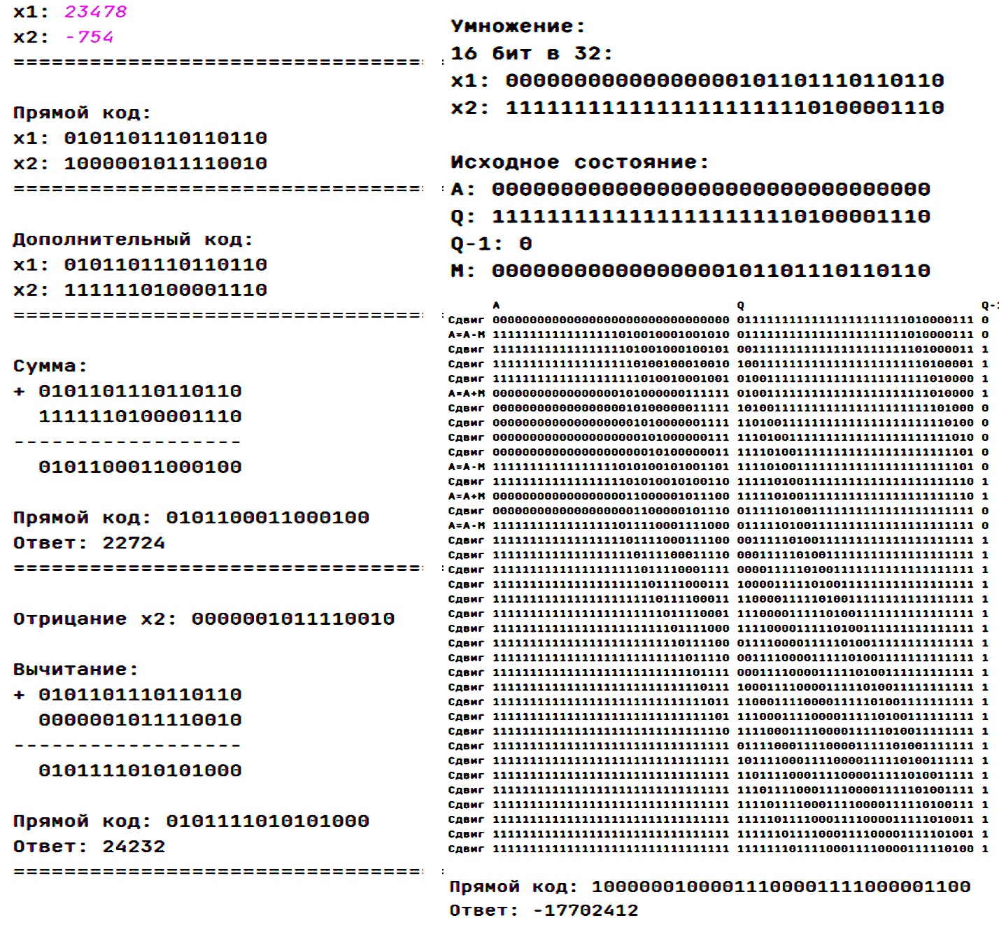 x1: 23478
x2: -754
================================
Прямой код:
x1: 0101101110110110
x2: 1000001011110010
================================
Дополнительный код:
x1: 0101101110110110
x2: 1111110100001110
================================
Сумма:
+ 0101101110110110
1111110100001110
------------------
0101100011000100
Прямой код: 0101100011000100
Ответ: 22724
================================
Отрицание x2: 0000001011110010
Вычитание:
+ 0101101110110110
0000001011110010
------------------
0101111010101000
Прямой код: 0101111010101000
Ответ: 24232
================================
Умножение:
16 бит в 32:
x1: 00000000000000000101101110110110
x2: 11111111111111111111110100001110
Исходное состояние:
A: 00000000000000000000000000000000
Q: 11111111111111111111110100001110
Q-1: 0
M: 00000000000000000101101110110110
A Q Q-1
Сдвиг 00000000000000000000000000000000 01111111111111111111111010000111 0
A=A-M 11111111111111111010010001001010 01111111111111111111111010000111 0
Сдвиг 11111111111111111101001000100101 00111111111111111111111101000011 1
Сдвиг 11111111111111111110100100010010 10011111111111111111111110100001 1
Сдвиг 11111111111111111111010010001001 01001111111111111111111111010000 1
A=A+M 00000000000000000101000000111111 01001111111111111111111111010000 1
Сдвиг 00000000000000000010100000011111 10100111111111111111111111101000 0
Сдвиг 00000000000000000001010000001111 11010011111111111111111111110100 0
Сдвиг 00000000000000000000101000000111 11101001111111111111111111111010 0
Сдвиг 00000000000000000000010100000011 11110100111111111111111111111101 0
A=A-M 11111111111111111010100101001101 11110100111111111111111111111101 0
Сдвиг 11111111111111111101010010100110 11111010011111111111111111111110 1
A=A+M 00000000000000000011000001011100 11111010011111111111111111111110 1
Сдвиг 00000000000000000001100000101110 01111101001111111111111111111111 0
A=A-M 11111111111111111011110001111000 01111101001111111111111111111111 0
Сдвиг 11111111111111111101111000111100 00111110100111111111111111111111 1
Сдвиг 11111111111111111110111100011110 00011111010011111111111111111111 1
Сдвиг 11111111111111111111011110001111 00001111101001111111111111111111 1
Сдвиг 11111111111111111111101111000111 10000111110100111111111111111111 1
Сдвиг 11111111111111111111110111100011 11000011111010011111111111111111 1
Сдвиг 11111111111111111111111011110001 11100001111101001111111111111111 1
Сдвиг 11111111111111111111111101111000 11110000111110100111111111111111 1
Сдвиг 11111111111111111111111110111100 01111000011111010011111111111111 1
Сдвиг 11111111111111111111111111011110 00111100001111101001111111111111 1
Сдвиг 11111111111111111111111111101111 00011110000111110100111111111111 1
Сдвиг 11111111111111111111111111110111 10001111000011111010011111111111 1
Сдвиг 11111111111111111111111111111011 11000111100001111101001111111111 1
Сдвиг 11111111111111111111111111111101 11100011110000111110100111111111 1
Сдвиг 11111111111111111111111111111110 11110001111000011111010011111111 1
Сдвиг 11111111111111111111111111111111 01111000111100001111101001111111 1
Сдвиг 11111111111111111111111111111111 10111100011110000111110100111111 1
Сдвиг 11111111111111111111111111111111 11011110001111000011111010011111 1
Сдвиг 11111111111111111111111111111111 11101111000111100001111101001111 1
Сдвиг 11111111111111111111111111111111 11110111100011110000111110100111 1
Сдвиг 11111111111111111111111111111111 11111011110001111000011111010011 1
Сдвиг 11111111111111111111111111111111 11111101111000111100001111101001 1
Сдвиг 11111111111111111111111111111111 11111110111100011110000111110100 1
Прямой код: 10000001000011100001111000001100
Ответ: -17702412